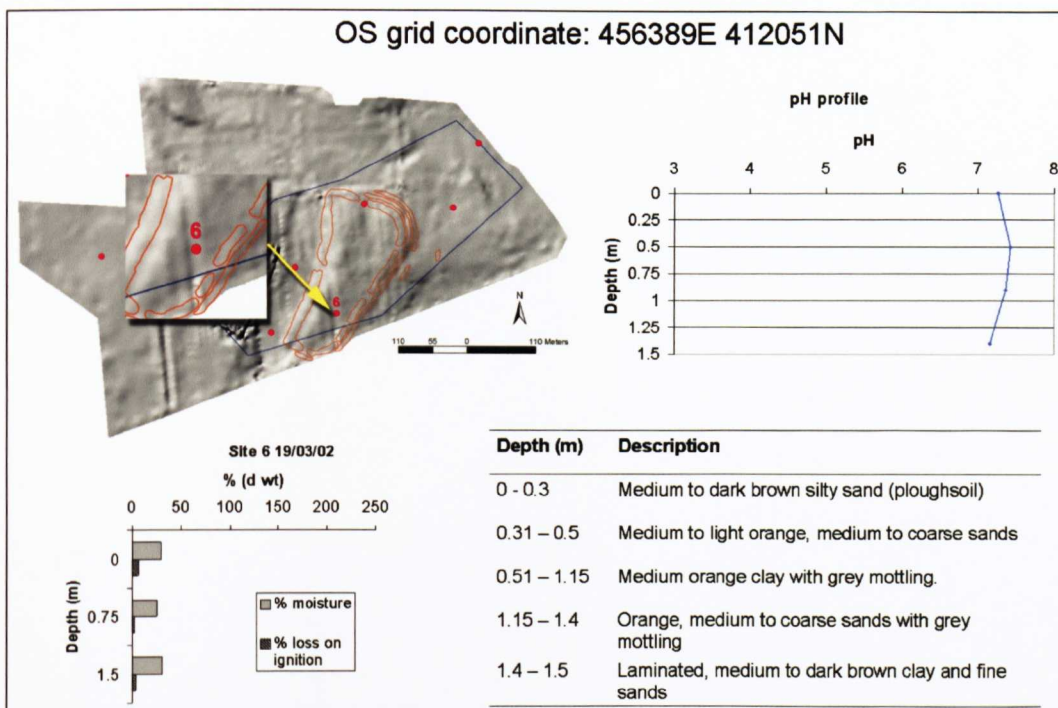 OS grid coordinate: 456389E 412051N
6
6
N
110 55 0 110 Meters
pH profile
pH
3 4 5 6 7 8
Depth (m)
0
0.25
0.5
0.75
1
1.25
1.5
Site 6 19/03/02
% (d wt)
0 50 100 150 200 250
Depth (m)
0
0.75
1.5
% moisture
% loss on
ignition
Depth (m) Description
0 - 0.3 Medium to dark brown silty sand (ploughsoil)
0.31 – 0.5 Medium to light orange, medium to coarse sands
0.51 – 1.15 Medium orange clay with grey mottling.
1.15 – 1.4 Orange, medium to coarse sands with grey
mottling
1.4 – 1.5 Laminated, medium to dark brown clay and fine
sands